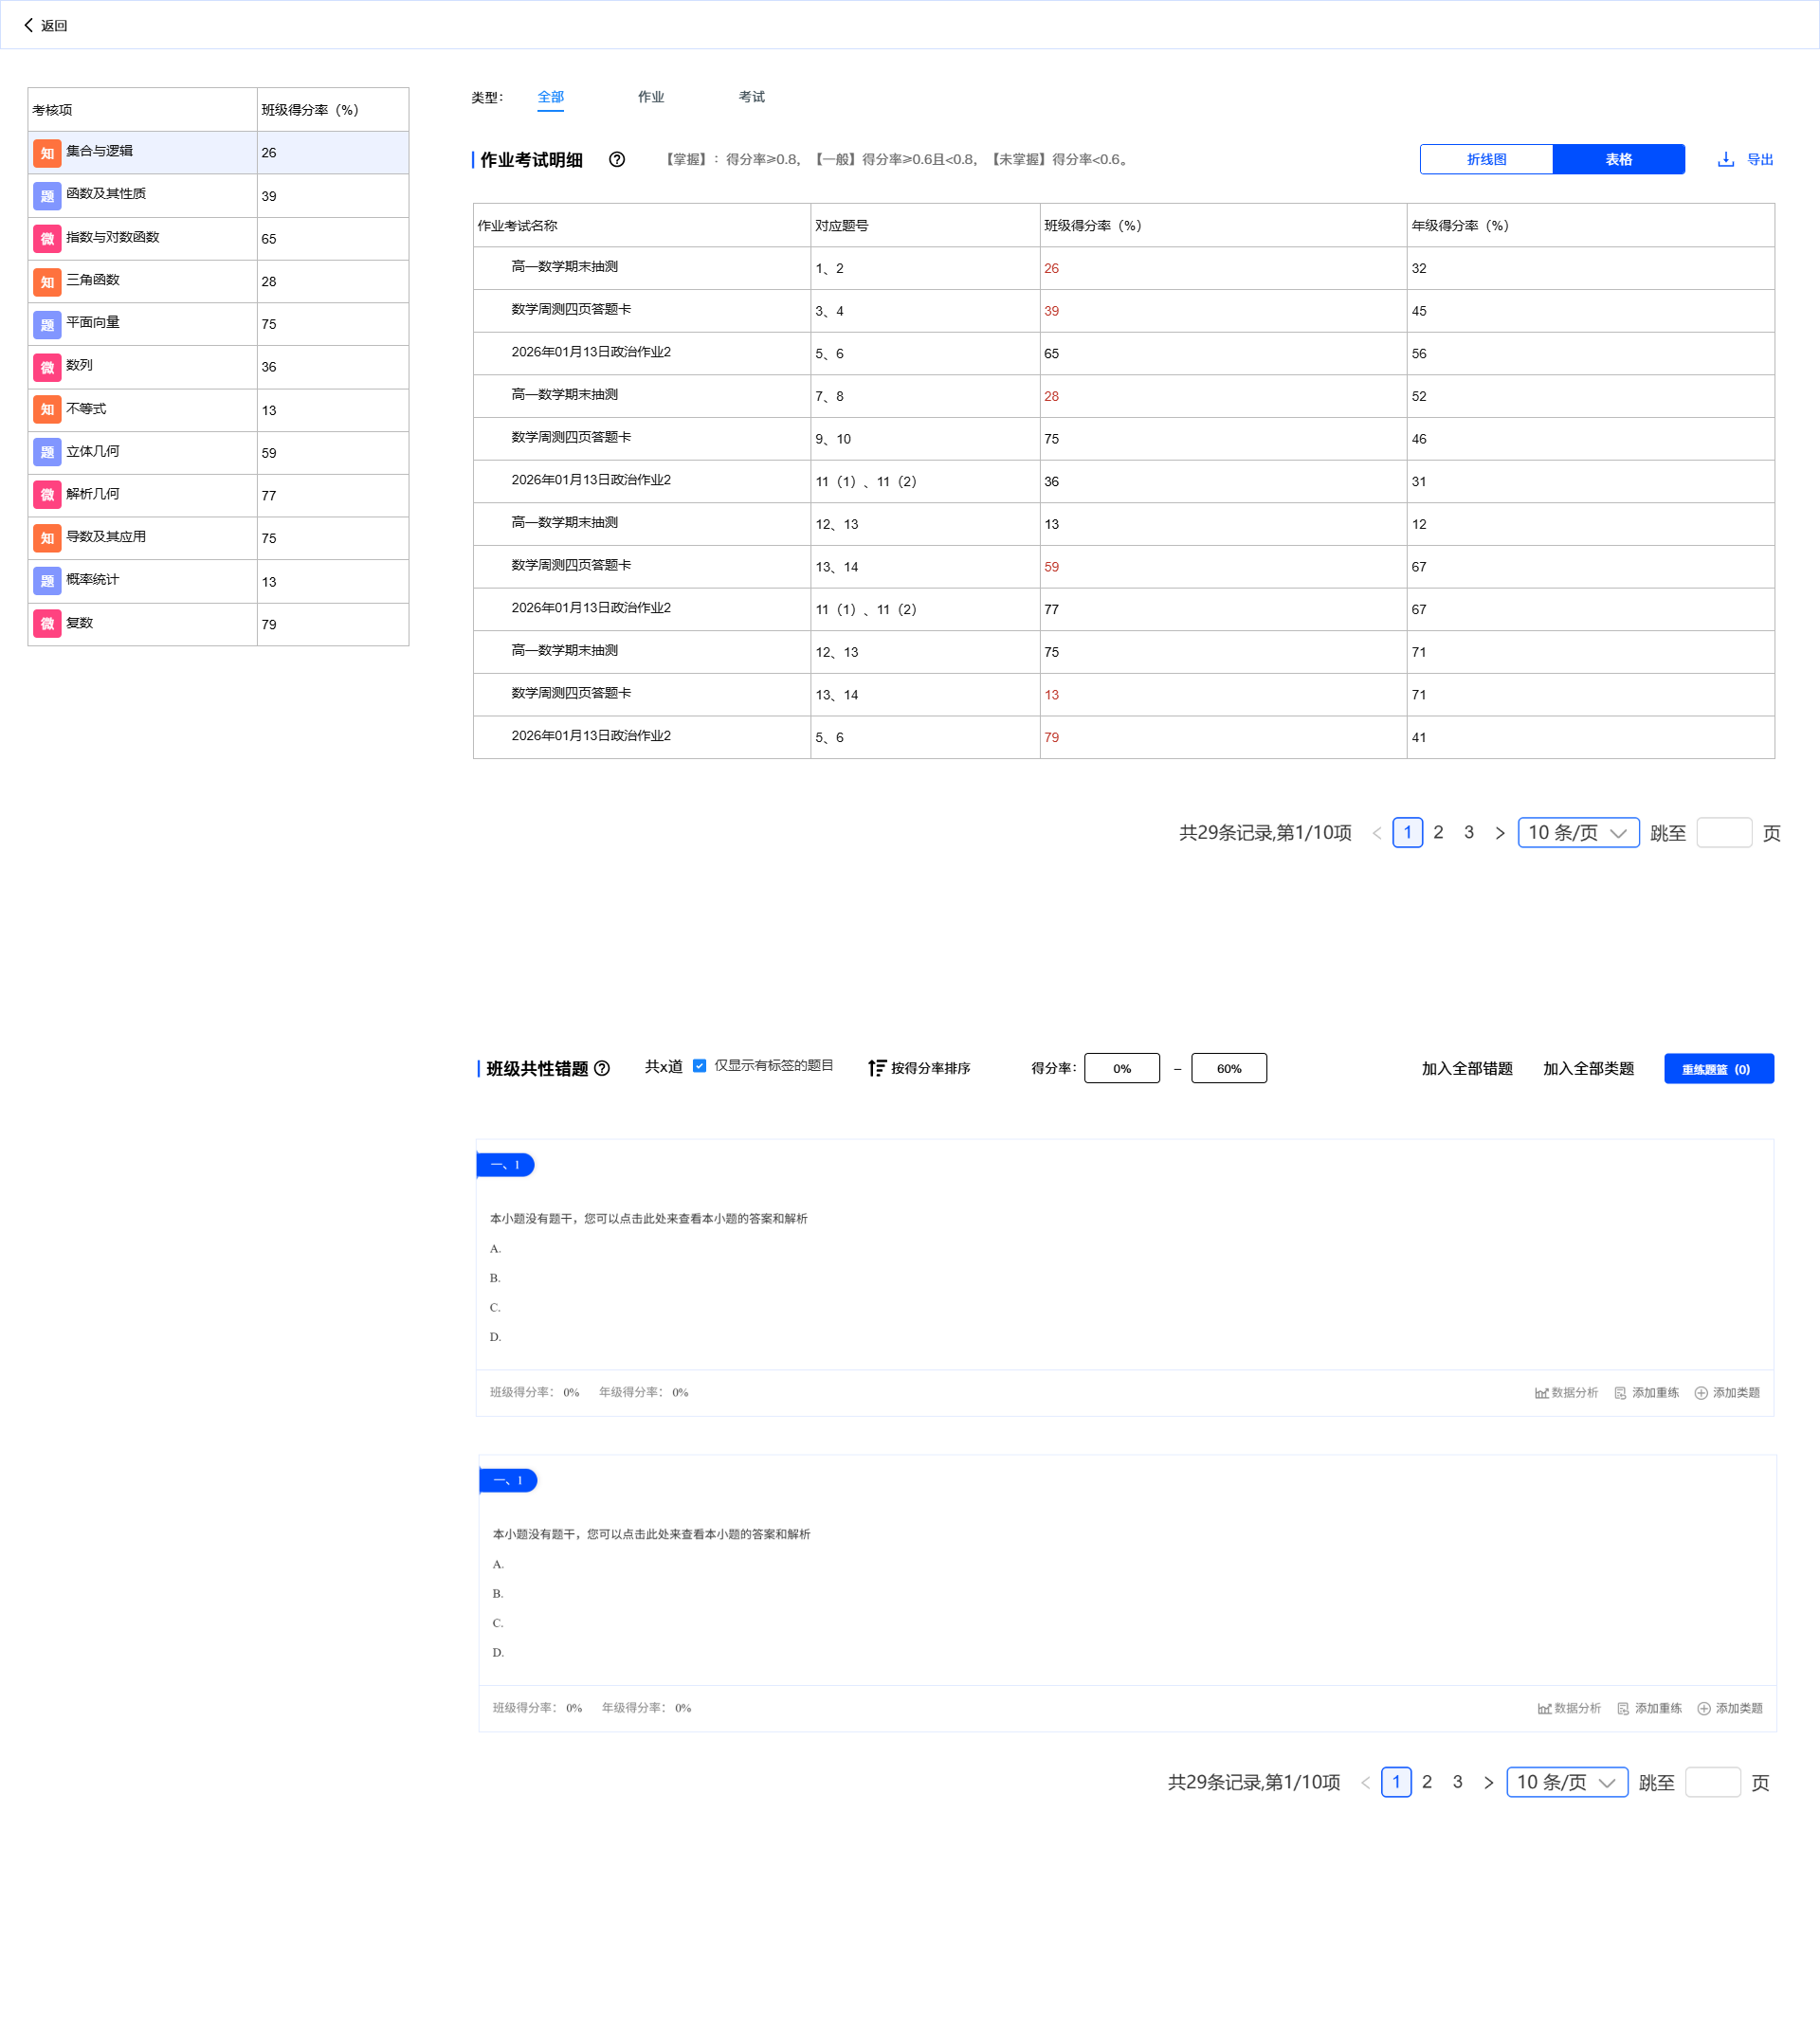 返回
考核项 班级得分率（%）
知 集合与逻辑 26
题 函数及其性质 39
微 指数与对数函数 65
知 三角函数 28
题 平面向量 75
微 数列 36
知 不等式 13
题 立体几何 59
微 解析几何 77
知 导数及其应用 75
题 概率统计 13
微 复数 79
类型： 全部 作业 考试
作业考试明细 ? 【掌握】：得分率≥0.8，【一般】得分率≥0.6且<0.8，【未掌握】得分率<0.6。 折线图 表格 导出
作业考试名称 对应题号 班级得分率（%） 年级得分率（%）
高一数学期末抽测 1、2 26 32
数学周测四页答题卡 3、4 39 45
2026年01月13日政治作业2 5、6 65 56
高一数学期末抽测 7、8 28 52
数学周测四页答题卡 9、10 75 46
2026年01月13日政治作业2 11（1）、11（2） 36 31
高一数学期末抽测 12、13 13 12
数学周测四页答题卡 13、14 59 67
2026年01月13日政治作业2 11（1）、11（2） 77 67
高一数学期末抽测 12、13 75 71
数学周测四页答题卡 13、14 13 71
2026年01月13日政治作业2 5、6 79 41
共29条记录,第1/10项 < 1 2 3 > 10 条/页 跳至 页
班级共性错题 ? 共x道 仅显示有标签的题目 按得分率排序 得分率： 0% – 60% 加入全部错题 加入全部类题 重练题篮（0）
一、1
本小题没有题干，您可以点击此处来查看本小题的答案和解析
A.
B.
C.
D.
班级得分率： 0% 年级得分率： 0% 数据分析 添加重练 添加类题
一、1
本小题没有题干，您可以点击此处来查看本小题的答案和解析
A.
B.
C.
D.
班级得分率： 0% 年级得分率： 0% 数据分析 添加重练 添加类题
共29条记录,第1/10项 < 1 2 3 > 10 条/页 跳至 页